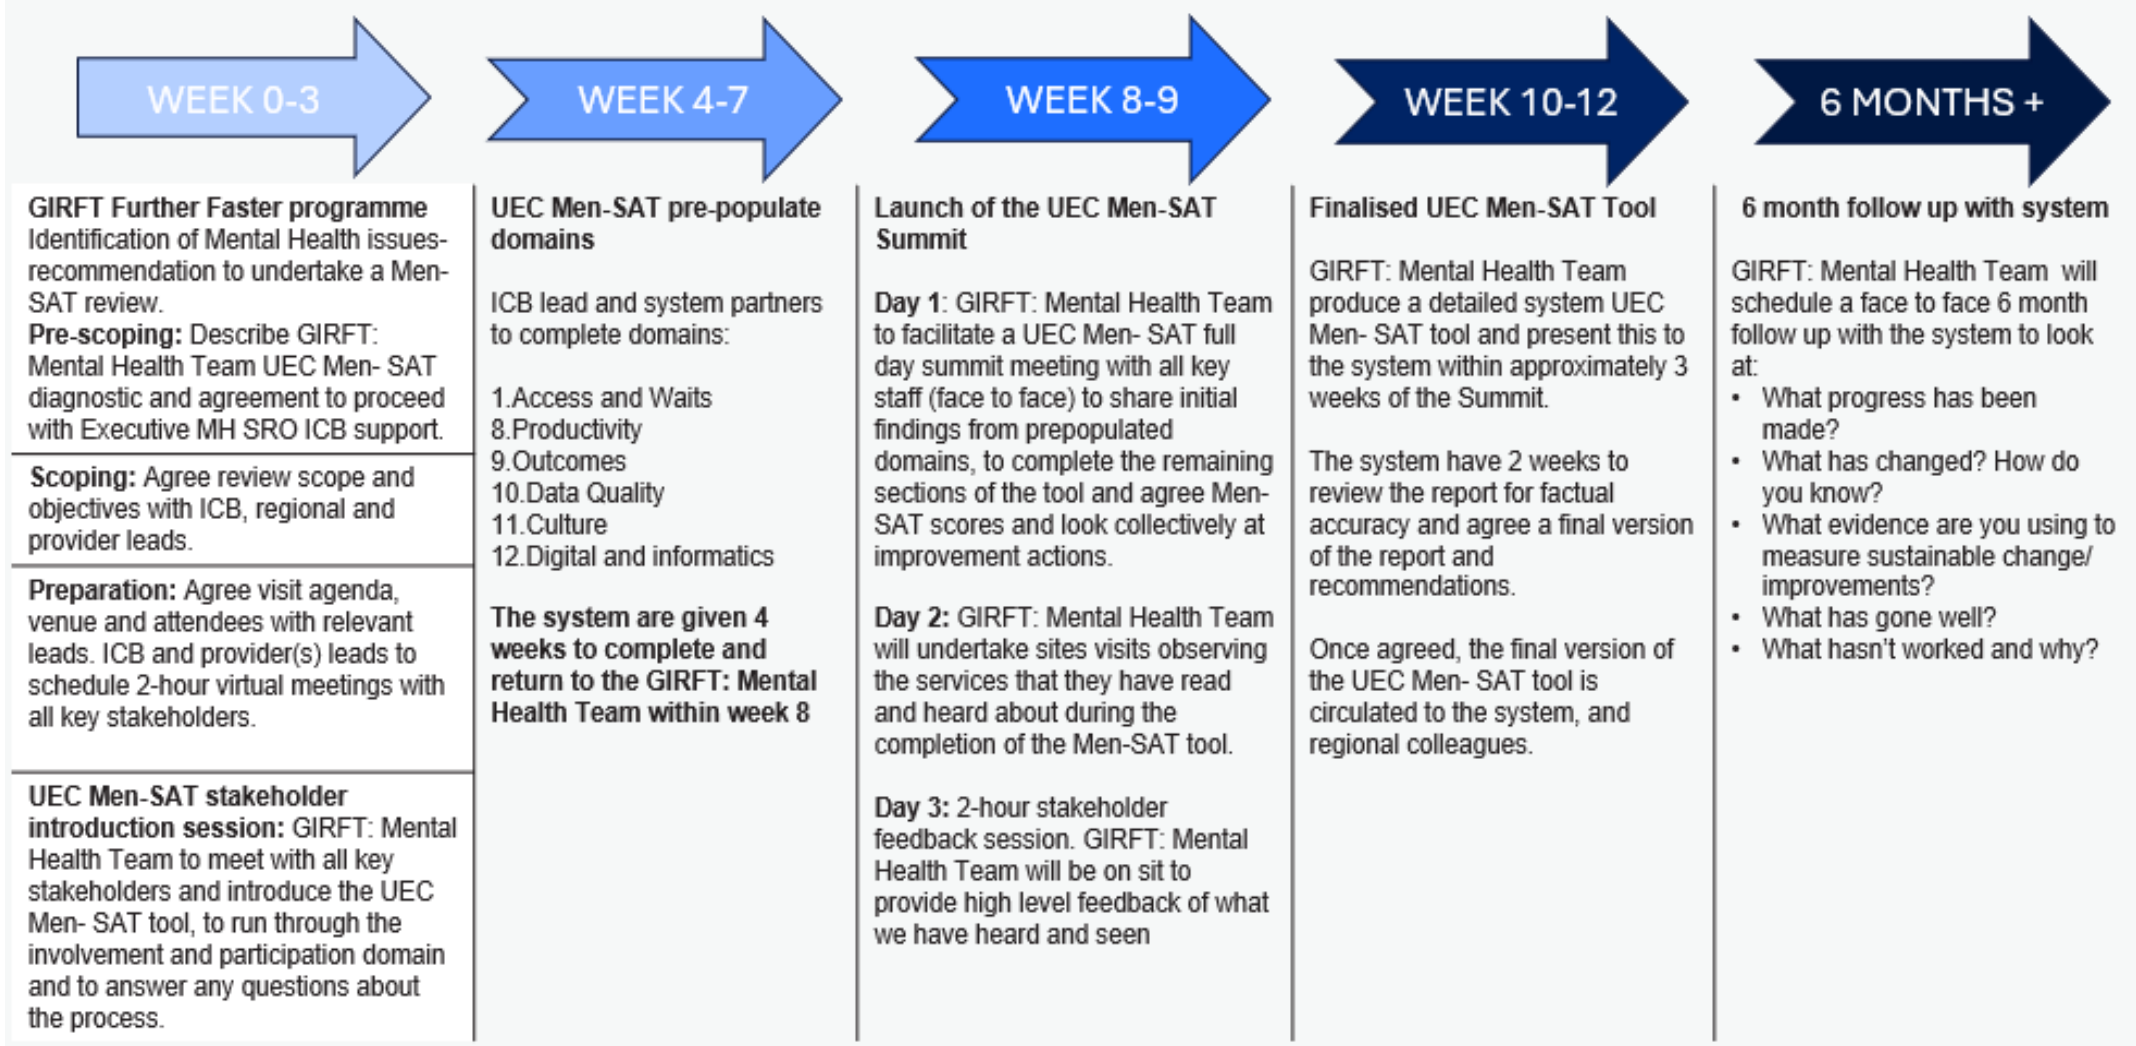 WEEK 0-3
WEEK 4-7
WEEK 8-9
WEEK 10-12
6 MONTHS +
GIRFT Further Faster programme
Identification of Mental Health issues-
recommendation to undertake a Men-
SAT review.
Pre-scoping: Describe GIRFT:
Mental Health Team UEC Men- SAT
diagnostic and agreement to proceed
with Executive MH SRO ICB support.
Scoping: Agree review scope and
objectives with ICB, regional and
provider leads.
Preparation: Agree visit agenda,
venue and attendees with relevant
leads. ICB and provider(s) leads to
schedule 2-hour virtual meetings with
all key stakeholders.
UEC Men-SAT stakeholder
introduction session: GIRFT: Mental
Health Team to meet with all key
stakeholders and introduce the UEC
Men- SAT tool, to run through the
involvement and participation domain
and to answer any questions about
the process.
UEC Men-SAT pre-populate
domains
ICB lead and system partners
to complete domains:
1.Access and Waits
8.Productivity
9.Outcomes
10.Data Quality
11.Culture
12.Digital and informatics
The system are given 4
weeks to complete and
return to the GIRFT: Mental
Health Team within week 8
Launch of the UEC Men-SAT
Summit
Day 1: GIRFT: Mental Health Team
to facilitate a UEC Men- SAT full
day summit meeting with all key
staff (face to face) to share initial
findings from prepopulated
domains, to complete the remaining
sections of the tool and agree Men-
SAT scores and look collectively at
improvement actions.
Day 2: GIRFT: Mental Health Team
will undertake sites visits observing
the services that they have read
and heard about during the
completion of the Men-SAT tool.
Day 3: 2-hour stakeholder
feedback session. GIRFT: Mental
Health Team will be on sit to
provide high level feedback of what
we have heard and seen
Finalised UEC Men-SAT Tool
GIRFT: Mental Health Team
produce a detailed system UEC
Men- SAT tool and present this to
the system within approximately 3
weeks of the Summit.
The system have 2 weeks to
review the report for factual
accuracy and agree a final version
of the report and
recommendations.
Once agreed, the final version of
the UEC Men- SAT tool is
circulated to the system, and
regional colleagues.
6 month follow up with system
GIRFT: Mental Health Team will
schedule a face to face 6 month
follow up with the system to look
at:
• What progress has been
made?
• What has changed? How do
you know?
• What evidence are you using to
measure sustainable change/
improvements?
• What has gone well?
• What hasn't worked and why?